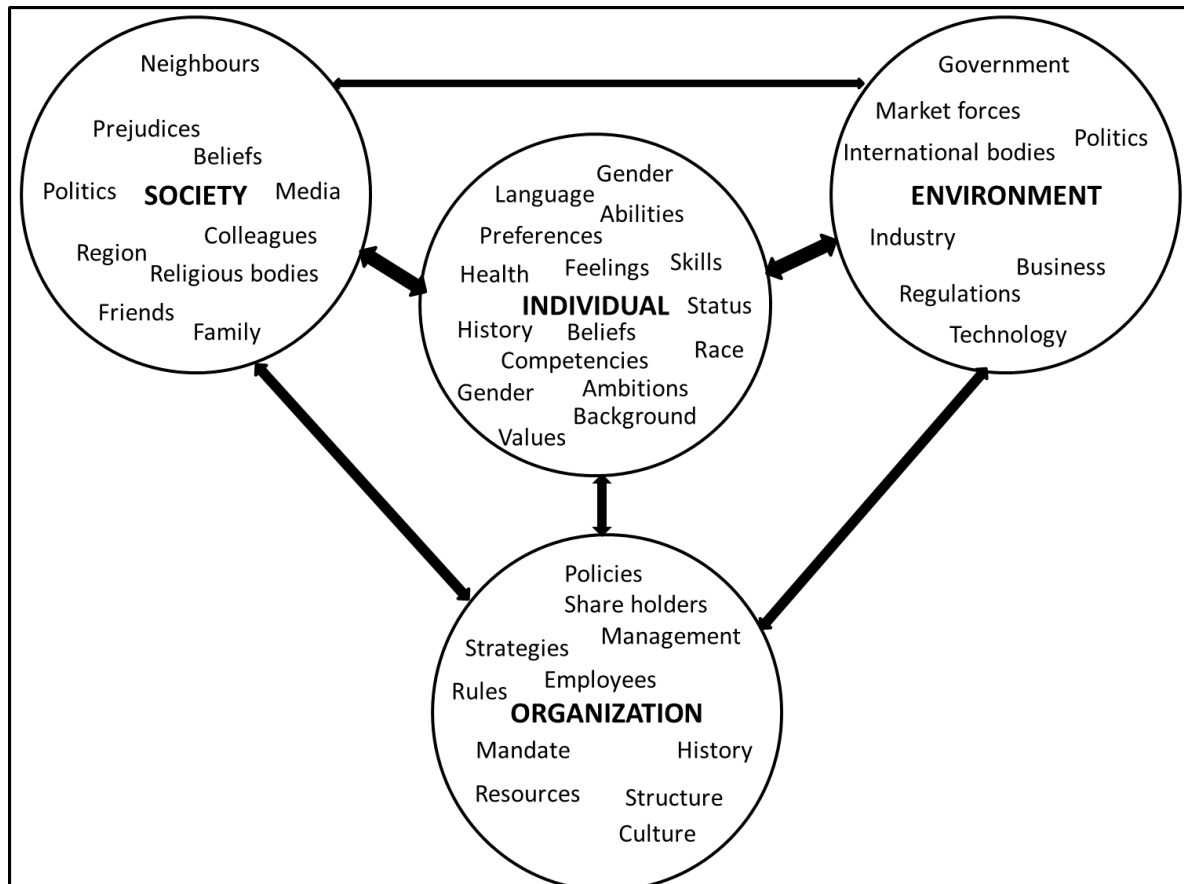 Neighbours
Prejudices
Beliefs
Politics
SOCIETY
Media
Colleagues
Region
Religious bodies
Friends
Family
Gender
Language
Abilities
Preferences
Feelings
Skills
Health
INDIVIDUAL
Status
History
Beliefs
Race
Competencies
Gender
Ambitions
Background
Values
Government
Market forces
Politics
International bodies
ENVIRONMENT
Industry
Business
Regulations
Technology
Policies
Share holders
Management
Strategies
Employees
Rules
ORGANIZATION
Mandate
History
Resources
Structure
Culture